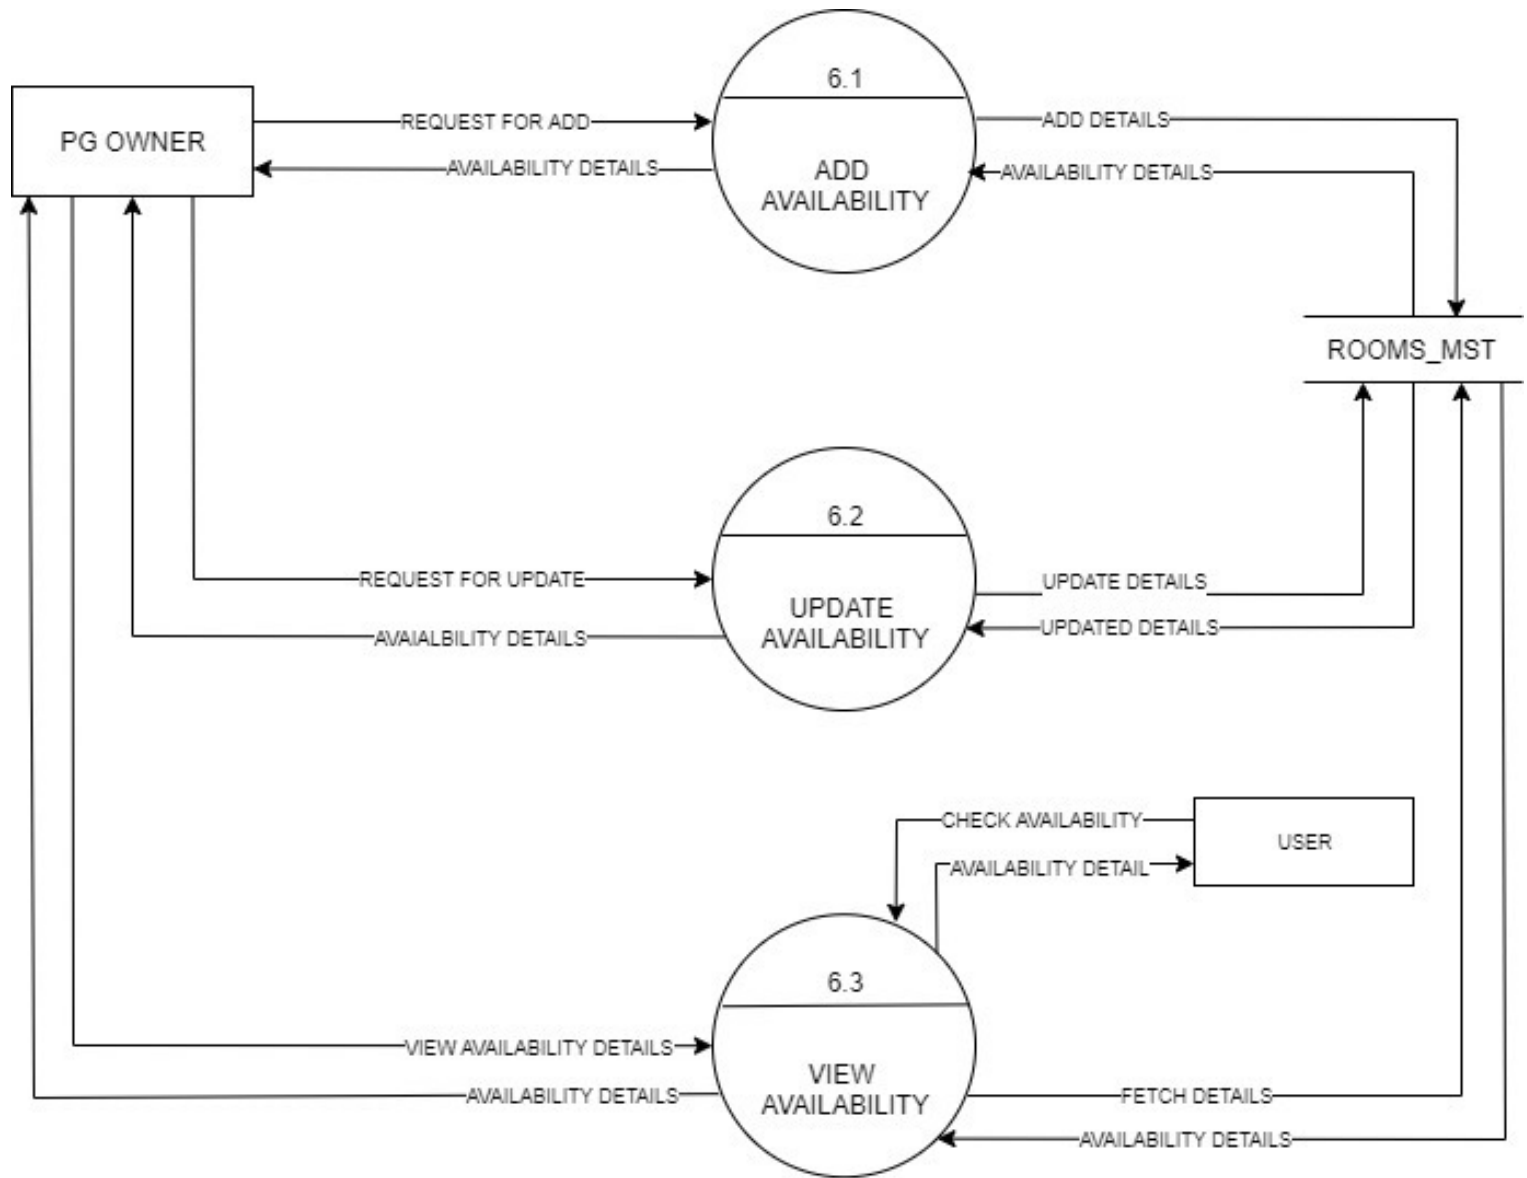 6.1
PG OWNER
REQUEST FOR ADD
ADD DETAILS
AVAILABILITY DETAILS
ADD
AVAILABILITY
AVAILABILITY DETAILS
ROOMS_MST
6.2
REQUEST FOR UPDATE
UPDATE DETAILS
UPDATE
AVAILABILITY
AVAIALBILITY DETAILS
UPDATED DETAILS
CHECK AVAILABILITY
USER
AVAILABILITY DETAIL
6.3
VIEW AVAILABILITY DETAILS
VIEW
AVAILABILITY
AVAILABILITY DETAILS
FETCH DETAILS
AVAILABILITY DETAILS